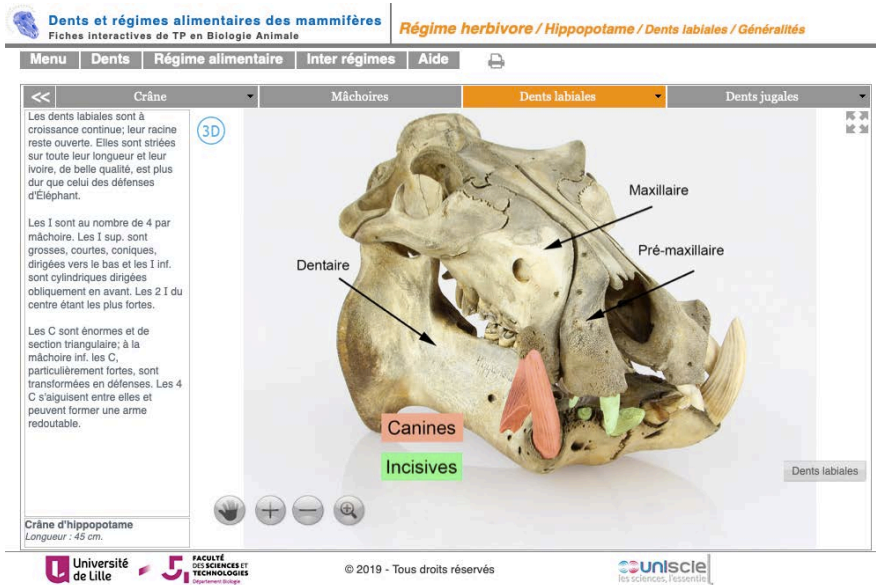 Dents et régimes alimentaires des mammifères
Fiches interactives de TP en Biologie Animale
Régime herbivore / Hippopotame / Dents labiales / Généralités
Menu Dents Régime alimentaire Inter régimes Aide
<< Crâne Mâchoires Dents labiales Dents jugales
Les dents labiales sont à
croissance continue; leur racine
reste ouverte. Elles sont striées
sur toute leur longueur et leur
ivoire, de belle qualité, est plus
dur que celui des défenses
d'Éléphant.
Les I sont au nombre de 4 par
mâchoire. Les I sup. sont
grosses, courtes, coniques,
dirigées vers le bas et les I inf.
sont cylindriques dirigées
obliquement en avant. Les 2 I du
centre étant les plus fortes.
Les C sont énormes et de
section triangulaire; à la
mâchoire inf. les C,
particulièrement fortes, sont
transformées en défenses. Les 4
C s'aiguisent entre elles et
peuvent former une arme
redoutable.
3D
Maxillaire
Pré-maxillaire
Dentaire
Canines
Incisives
Dents labiales
Crâne d'hippopotame
Longueur : 45 cm.
Université
de Lille
FACULTÉ
DES SCIENCES ET
TECHNOLOGIES
Département Biologie
© 2019 - Tous droits réservés
uniscIel
les sciences, l'essentiel